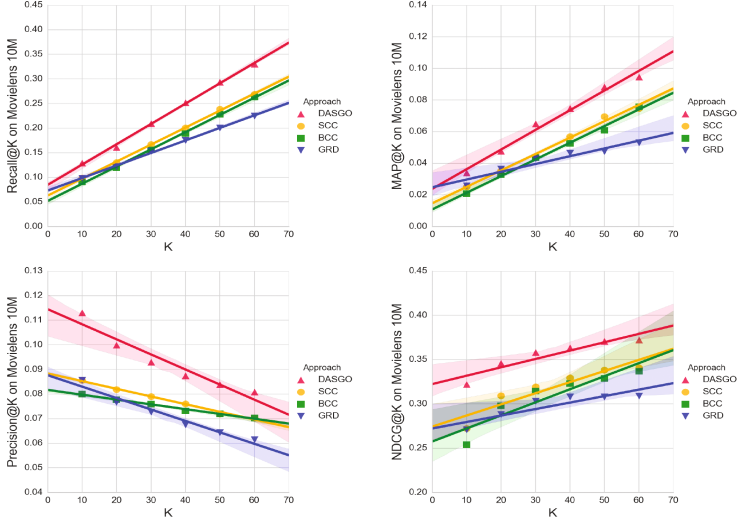 Recall@K on Movielens 10M
0.45
0.40
0.35
0.30
0.25
0.20
0.15
0.10
0.05
0.00
0 10 20 30 40 50 60 70
K
Approach
DASGO
SCC
BCC
GRD
MAP@K on Movielens 10M
0.14
0.12
0.10
0.08
0.06
0.04
0.02
0.00
0 10 20 30 40 50 60 70
K
Approach
DASGO
SCC
BCC
GRD
Precision@K on Movielens 10M
0.13
0.12
0.11
0.10
0.09
0.08
0.07
0.06
0.05
0.04
0 10 20 30 40 50 60 70
K
Approach
DASGO
SCC
BCC
GRD
NDCG@K on Movielens 10M
0.45
0.40
0.35
0.30
0.25
0.20
0 10 20 30 40 50 60 70
K
Approach
DASGO
SCC
BCC
GRD